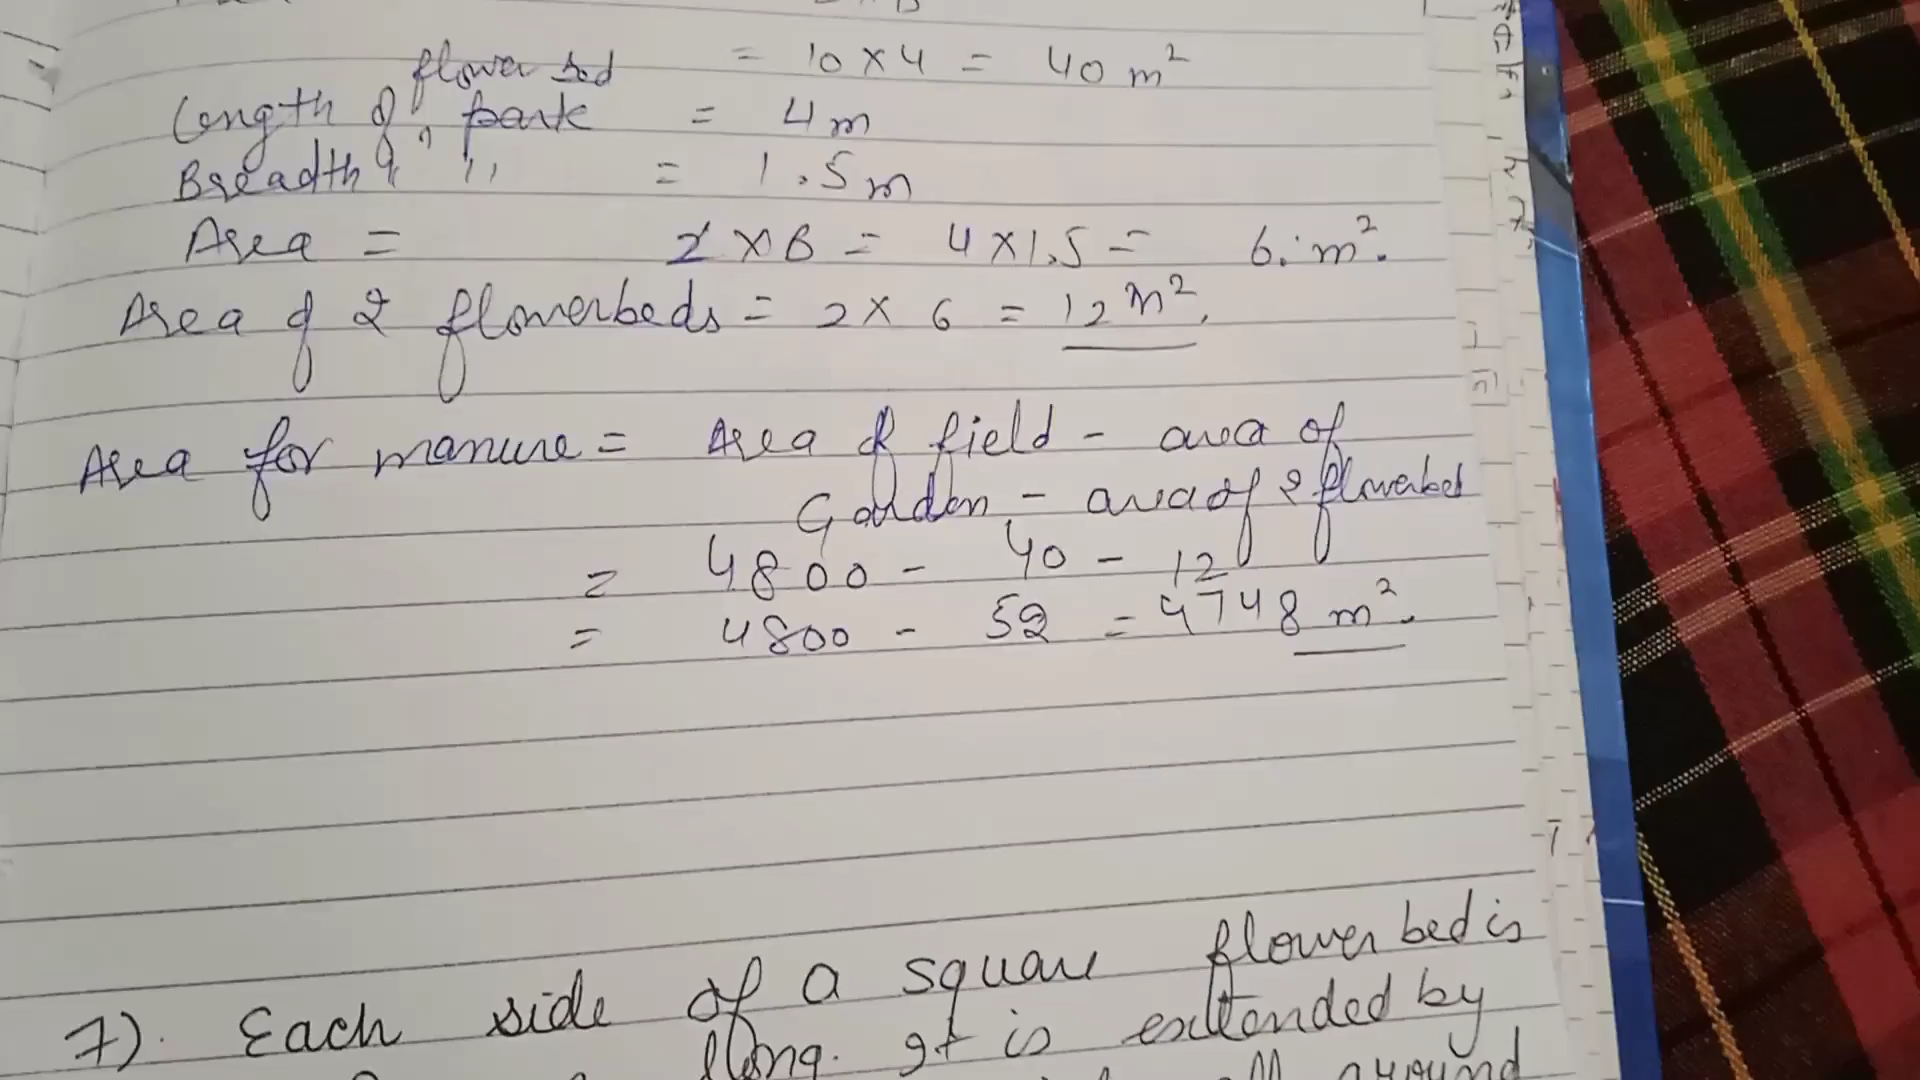 = 10 × 4 = 40 m²
flower bed
Length of " park = 4 m
Breadth of " " = 1.5 m
Area = L × B = 4 × 1.5 = 6 m².
Area of 2 flowerbeds = 2 × 6 = 12 m².
Area for manure = Area of field - area of
Garden - area of 2 flowerbed
= 4800 - 40 - 12
= 4800 - 52 = 4748 m².
7). Each side of a square flower bed is
long. It is extended by
all around